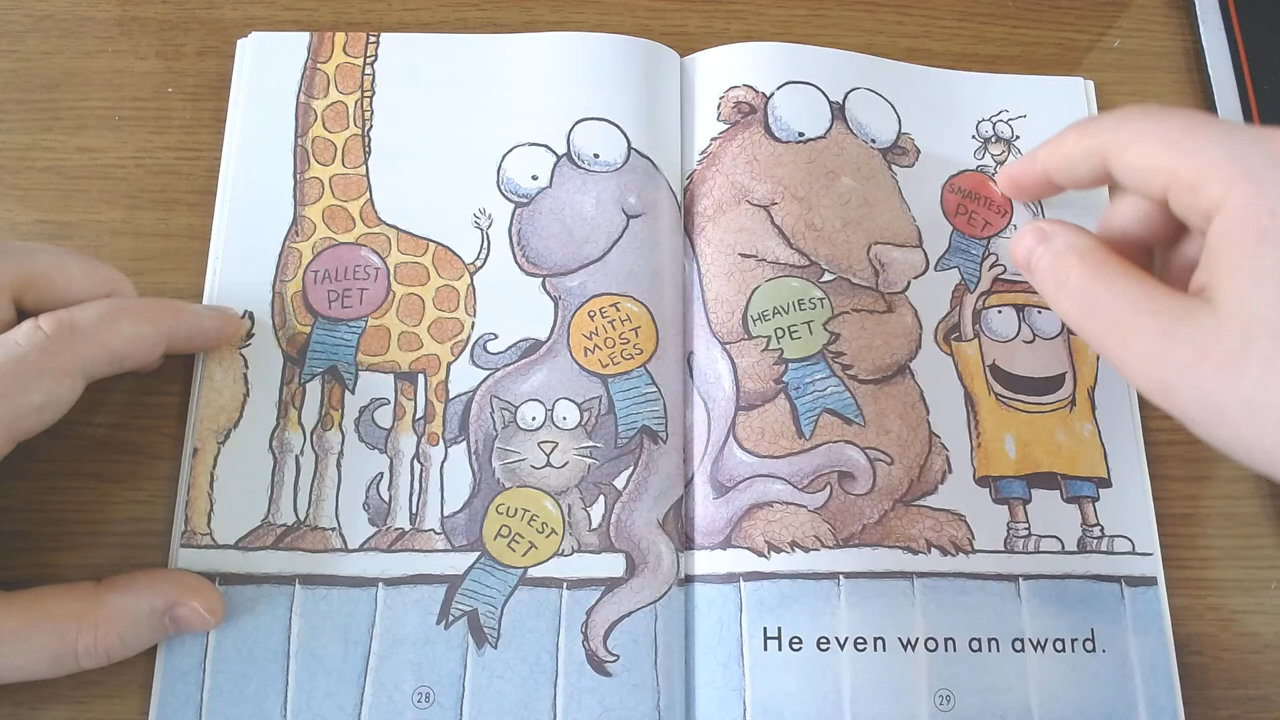 TALLEST
PET
PET
WITH
MOST
LEGS
CUTEST
PET
28
HEAVIEST
PET
SMARTEST
PET
He even won an award.
29